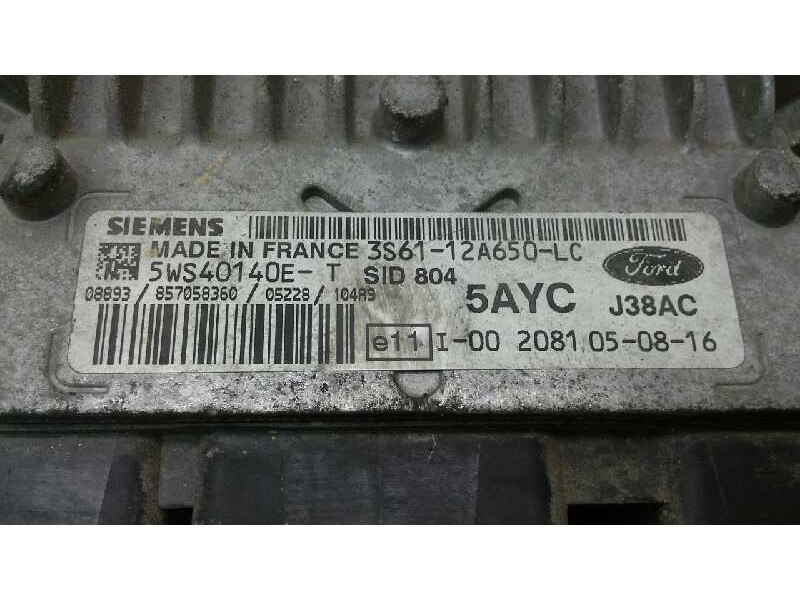 SIEMENS
MADE IN FRANCE 3S61-12A650-LC
5WS40140E-T SID 804
Ford
08893/857058360/05228/104A9
5AYC J38AC
e11 I-00 2081 05-08-16